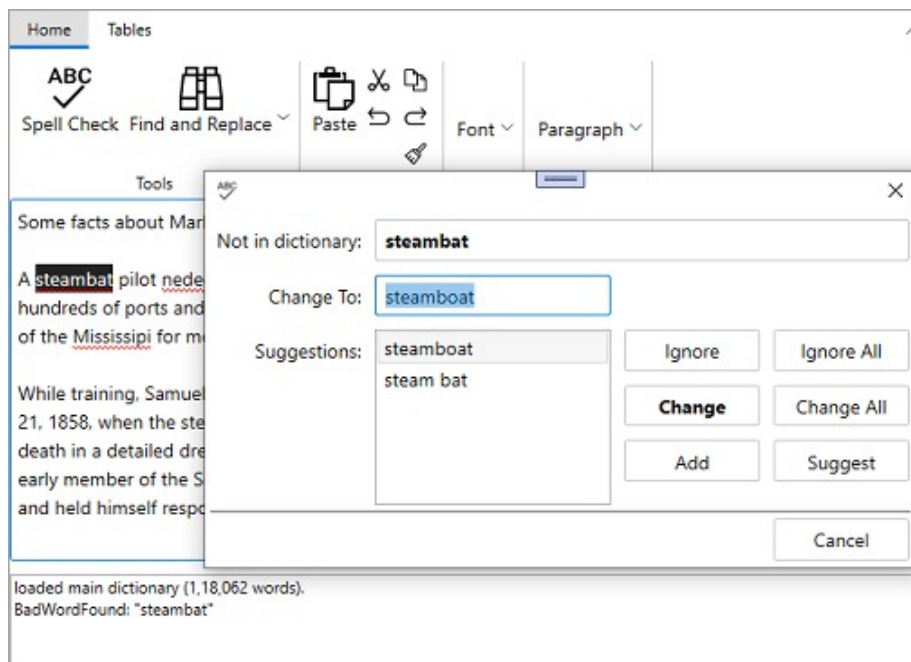 Home Tables
ABC
Spell Check Find and Replace Paste Font Paragraph
Tools
ABC
Some facts about Mar
Not in dictionary: steambat
A steambat pilot nede
Change To: steamboat
hundreds of ports and
of the Mississipi for m
Suggestions: steamboat
steam bat
Ignore Ignore All
Change Change All
Add Suggest
While training, Samuel
21, 1858, when the ste
death in a detailed dre
early member of the S
and held himself respo
Cancel
loaded main dictionary (1,18,062 words).
BadWordFound: "steambat"